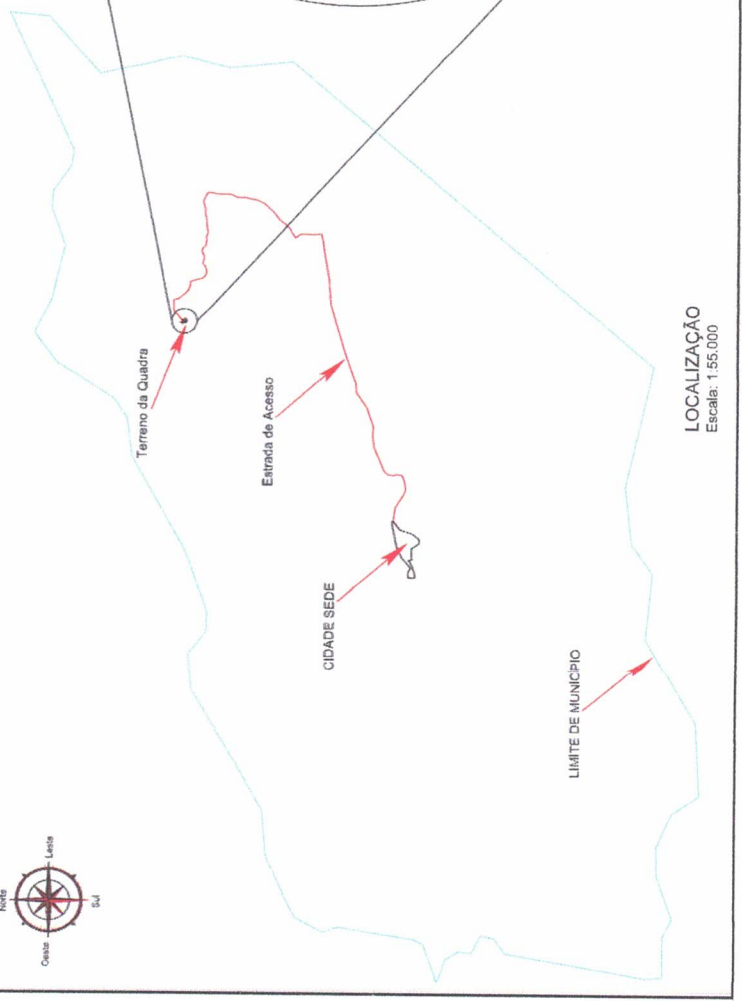 Norte
Oeste
Leste
Sul
Terreno da Quadra
Estrada de Acesso
CIDADE SEDE
LIMITE DE MUNICÍPIO
LOCALIZAÇÃO
Escala: 1:55.000